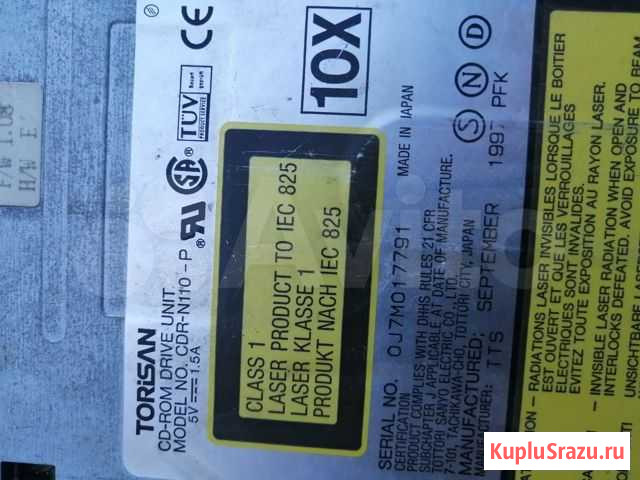 F/W 1.08
H/W E
TORiSAN
CD-ROM DRIVE UNIT
MODEL NO. CDR-N110 -P
5V 1.5A
UL
SA
TÜV
PRODUCT SERVICE
CE
CLASS 1
LASER PRODUCT TO IEC 825
LASER KLASSE 1
PRODUKT NACH IEC 825
10X
SERIAL NO. 0J7M017791 MADE IN JAPAN
CERTIFICATION
PRODUCT COMPLIES WITH DHHS RULES 21 CFR
SUBCHAPTER J APPLICABLE AT DATE OF MANUFACTURE.
TOTTORI SANYO ELECTRIC CO., LTD.
7-101, TACHIKAWA-CHO, TOTTORI CITY, JAPAN
MANUFACTURED: SEPTEMBER 1997
MANUFACTURER: TTS PFK
S N D
RADIATIONS LASER INVISIBLES LORSQUE LE BOITIER
EST OUVERT ET QUE LES VERROUILLAGES
ELECTRIQUES SONT INVALIDES.
EVITEZ TOUTE EXPOSITION AU RAYON LASER.
- INVISIBLE LASER RADIATION WHEN OPEN AND
INTERLOCKS DEFEATED. AVOID EXPOSURE TO BEAM
UNSICHTBARE
Avito
KupluSrazu.ru